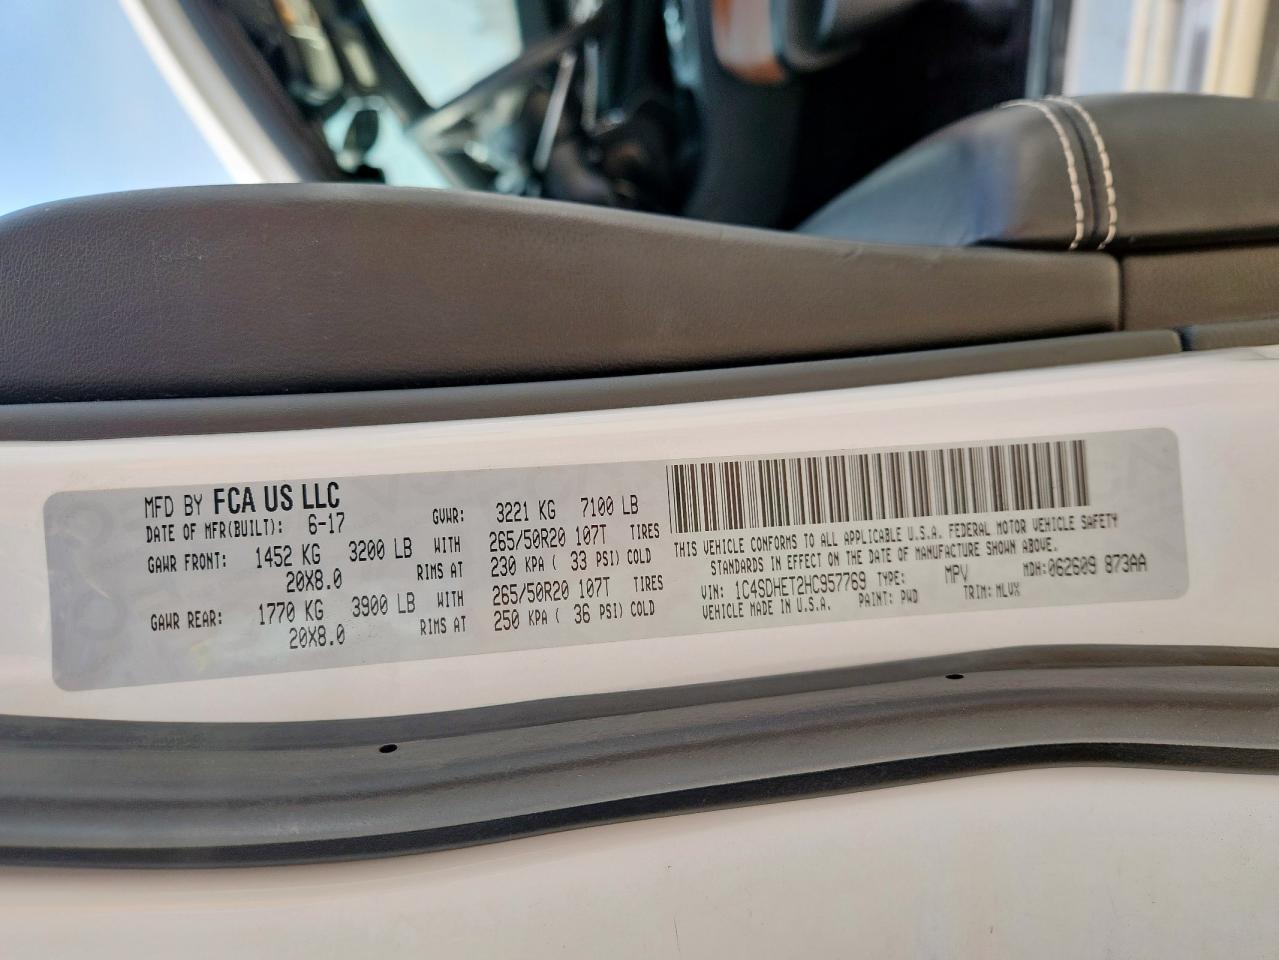 MFD BY FCA US LLC
DATE OF MFR(BUILT): 6-17 GVWR: 3221 KG 7100 LB
GAWR FRONT: 1452 KG 3200 LB WITH 265/50R20 107T TIRES
20X8.0 RIMS AT 230 KPA ( 33 PSI) COLD
GAWR REAR: 1770 KG 3900 LB WITH 265/50R20 107T TIRES
20X8.0 RIMS AT 250 KPA ( 36 PSI) COLD
THIS VEHICLE CONFORMS TO ALL APPLICABLE U.S.A. FEDERAL MOTOR VEHICLE SAFETY
STANDARDS IN EFFECT ON THE DATE OF MANUFACTURE SHOWN ABOVE.
VIN: 1C4SDHET2HC957769 TYPE: MPV MDH: 062609 873AA
VEHICLE MADE IN U.S.A. PAINT: PWD TRIM: MLVX